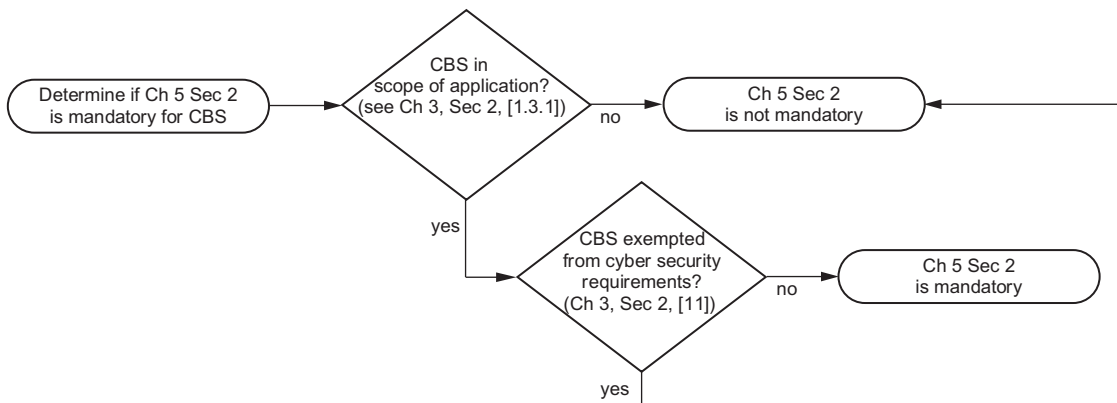 Determine if Ch 5 Sec 2
is mandatory for CBS
CBS in
scope of application?
(see Ch 3, Sec 2, [1.3.1])
no
Ch 5 Sec 2
is not mandatory
yes
CBS exempted
from cyber security
requirements?
(Ch 3, Sec 2, [11])
no
Ch 5 Sec 2
is mandatory
yes